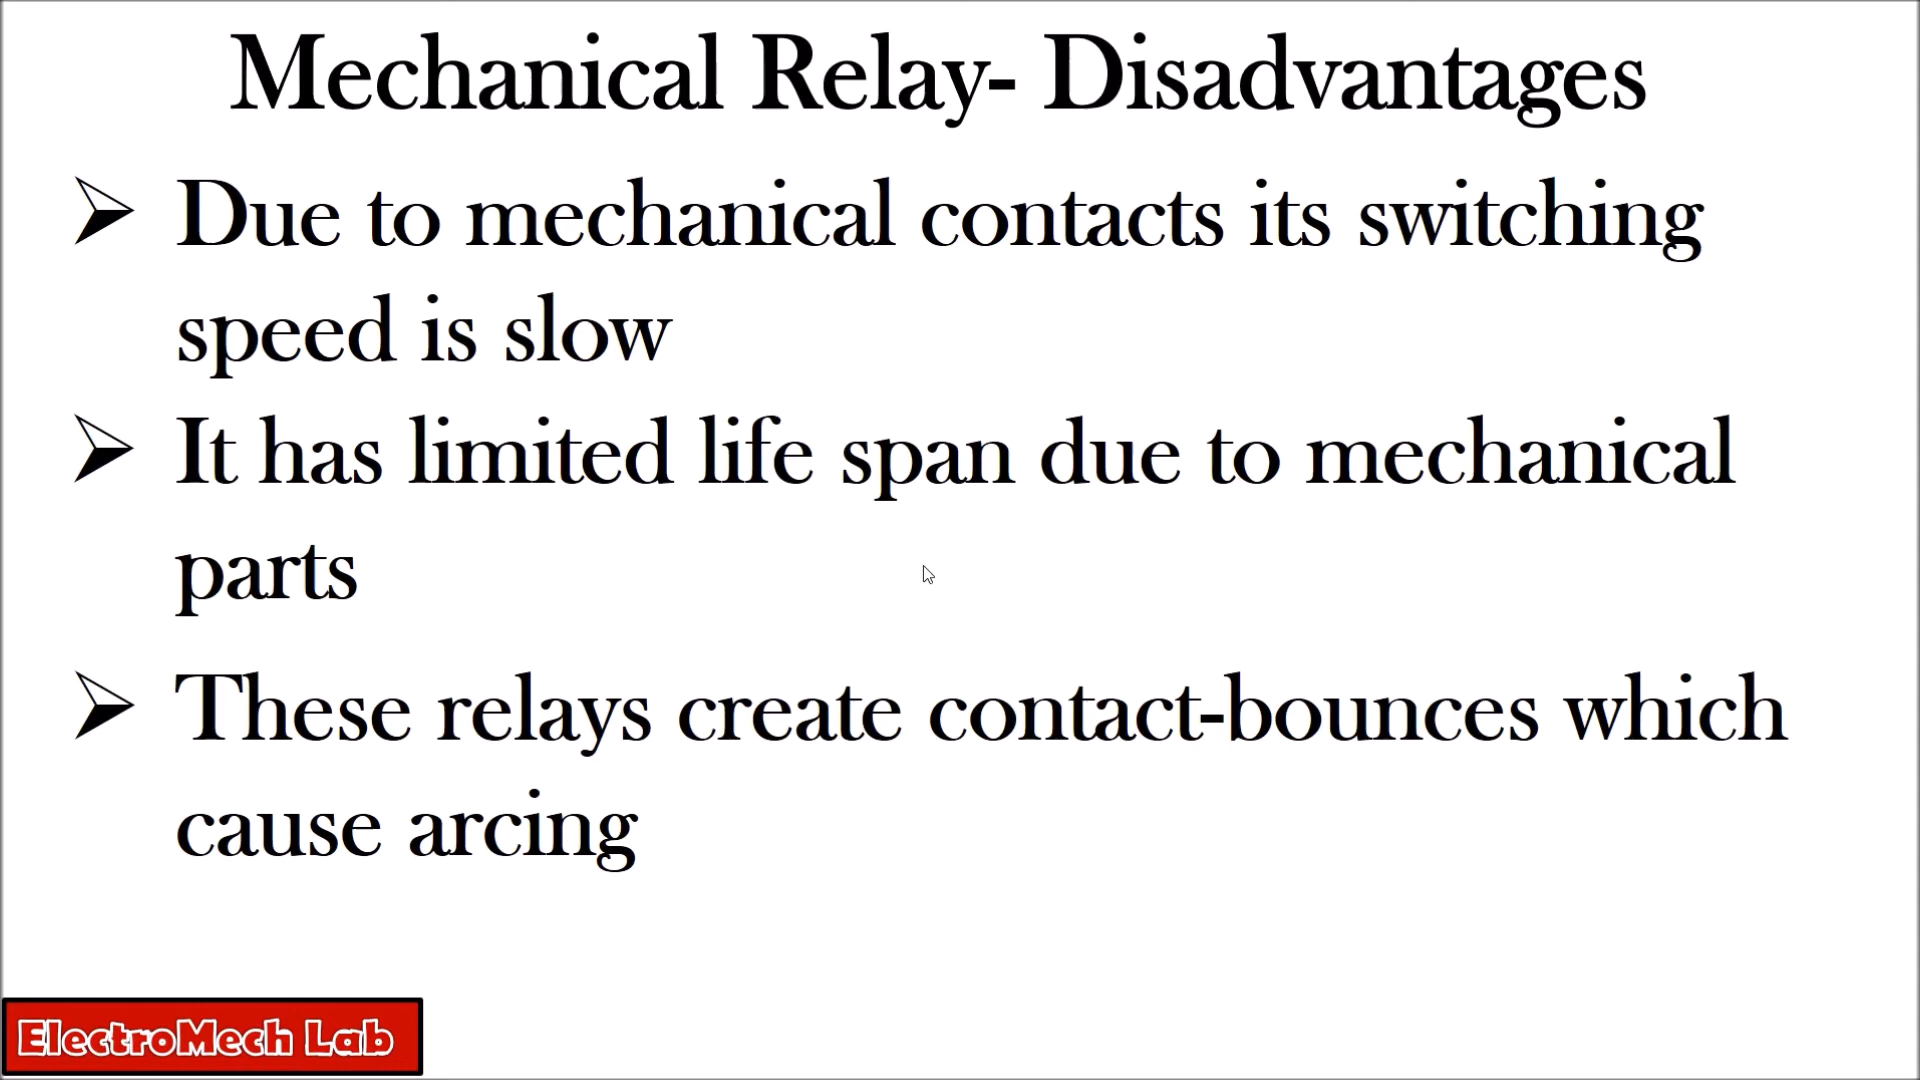 Mechanical Relay- Disadvantages
Due to mechanical contacts its switching
speed is slow
It has limited life span due to mechanical
parts
These relays create contact-bounces which
cause arcing
ElectroMech Lab